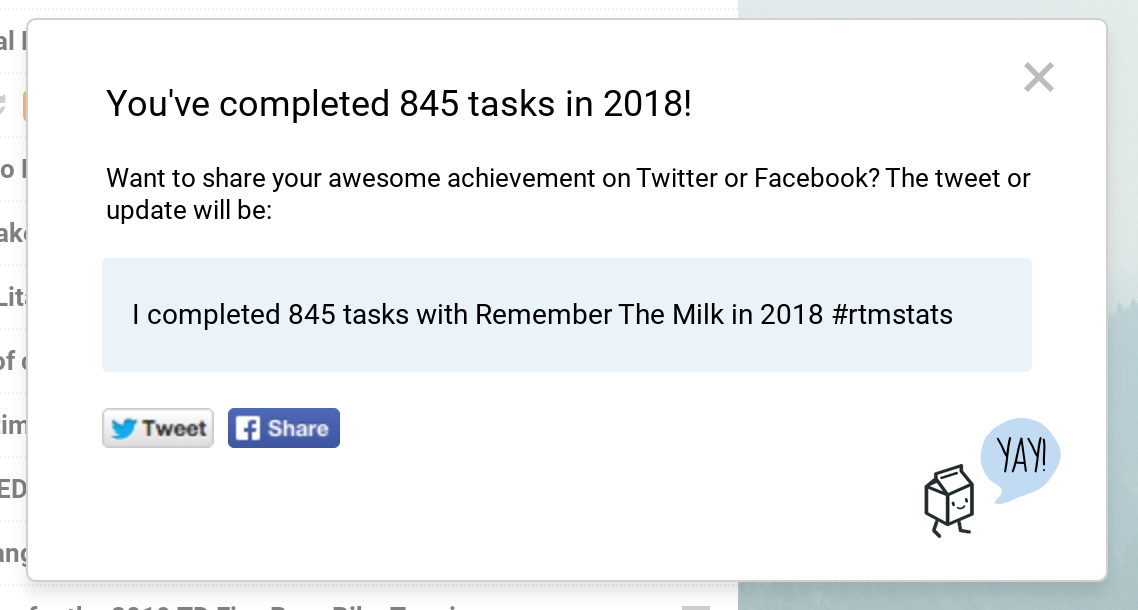 You've completed 845 tasks in 2018!
Want to share your awesome achievement on Twitter or Facebook? The tweet or
update will be:
I completed 845 tasks with Remember The Milk in 2018 #rtmstats
Tweet Share
YAY!